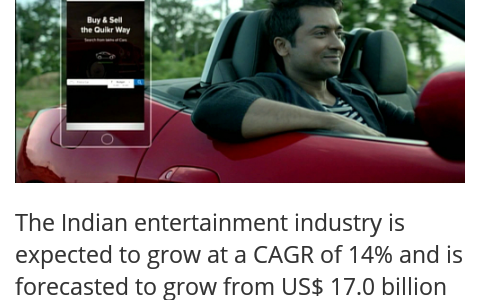 Buy & Sell
the Quikr Way
The Indian entertainment industry is
expected to grow at a CAGR of 14% and is
forecasted to grow from US$ 17.0 billion